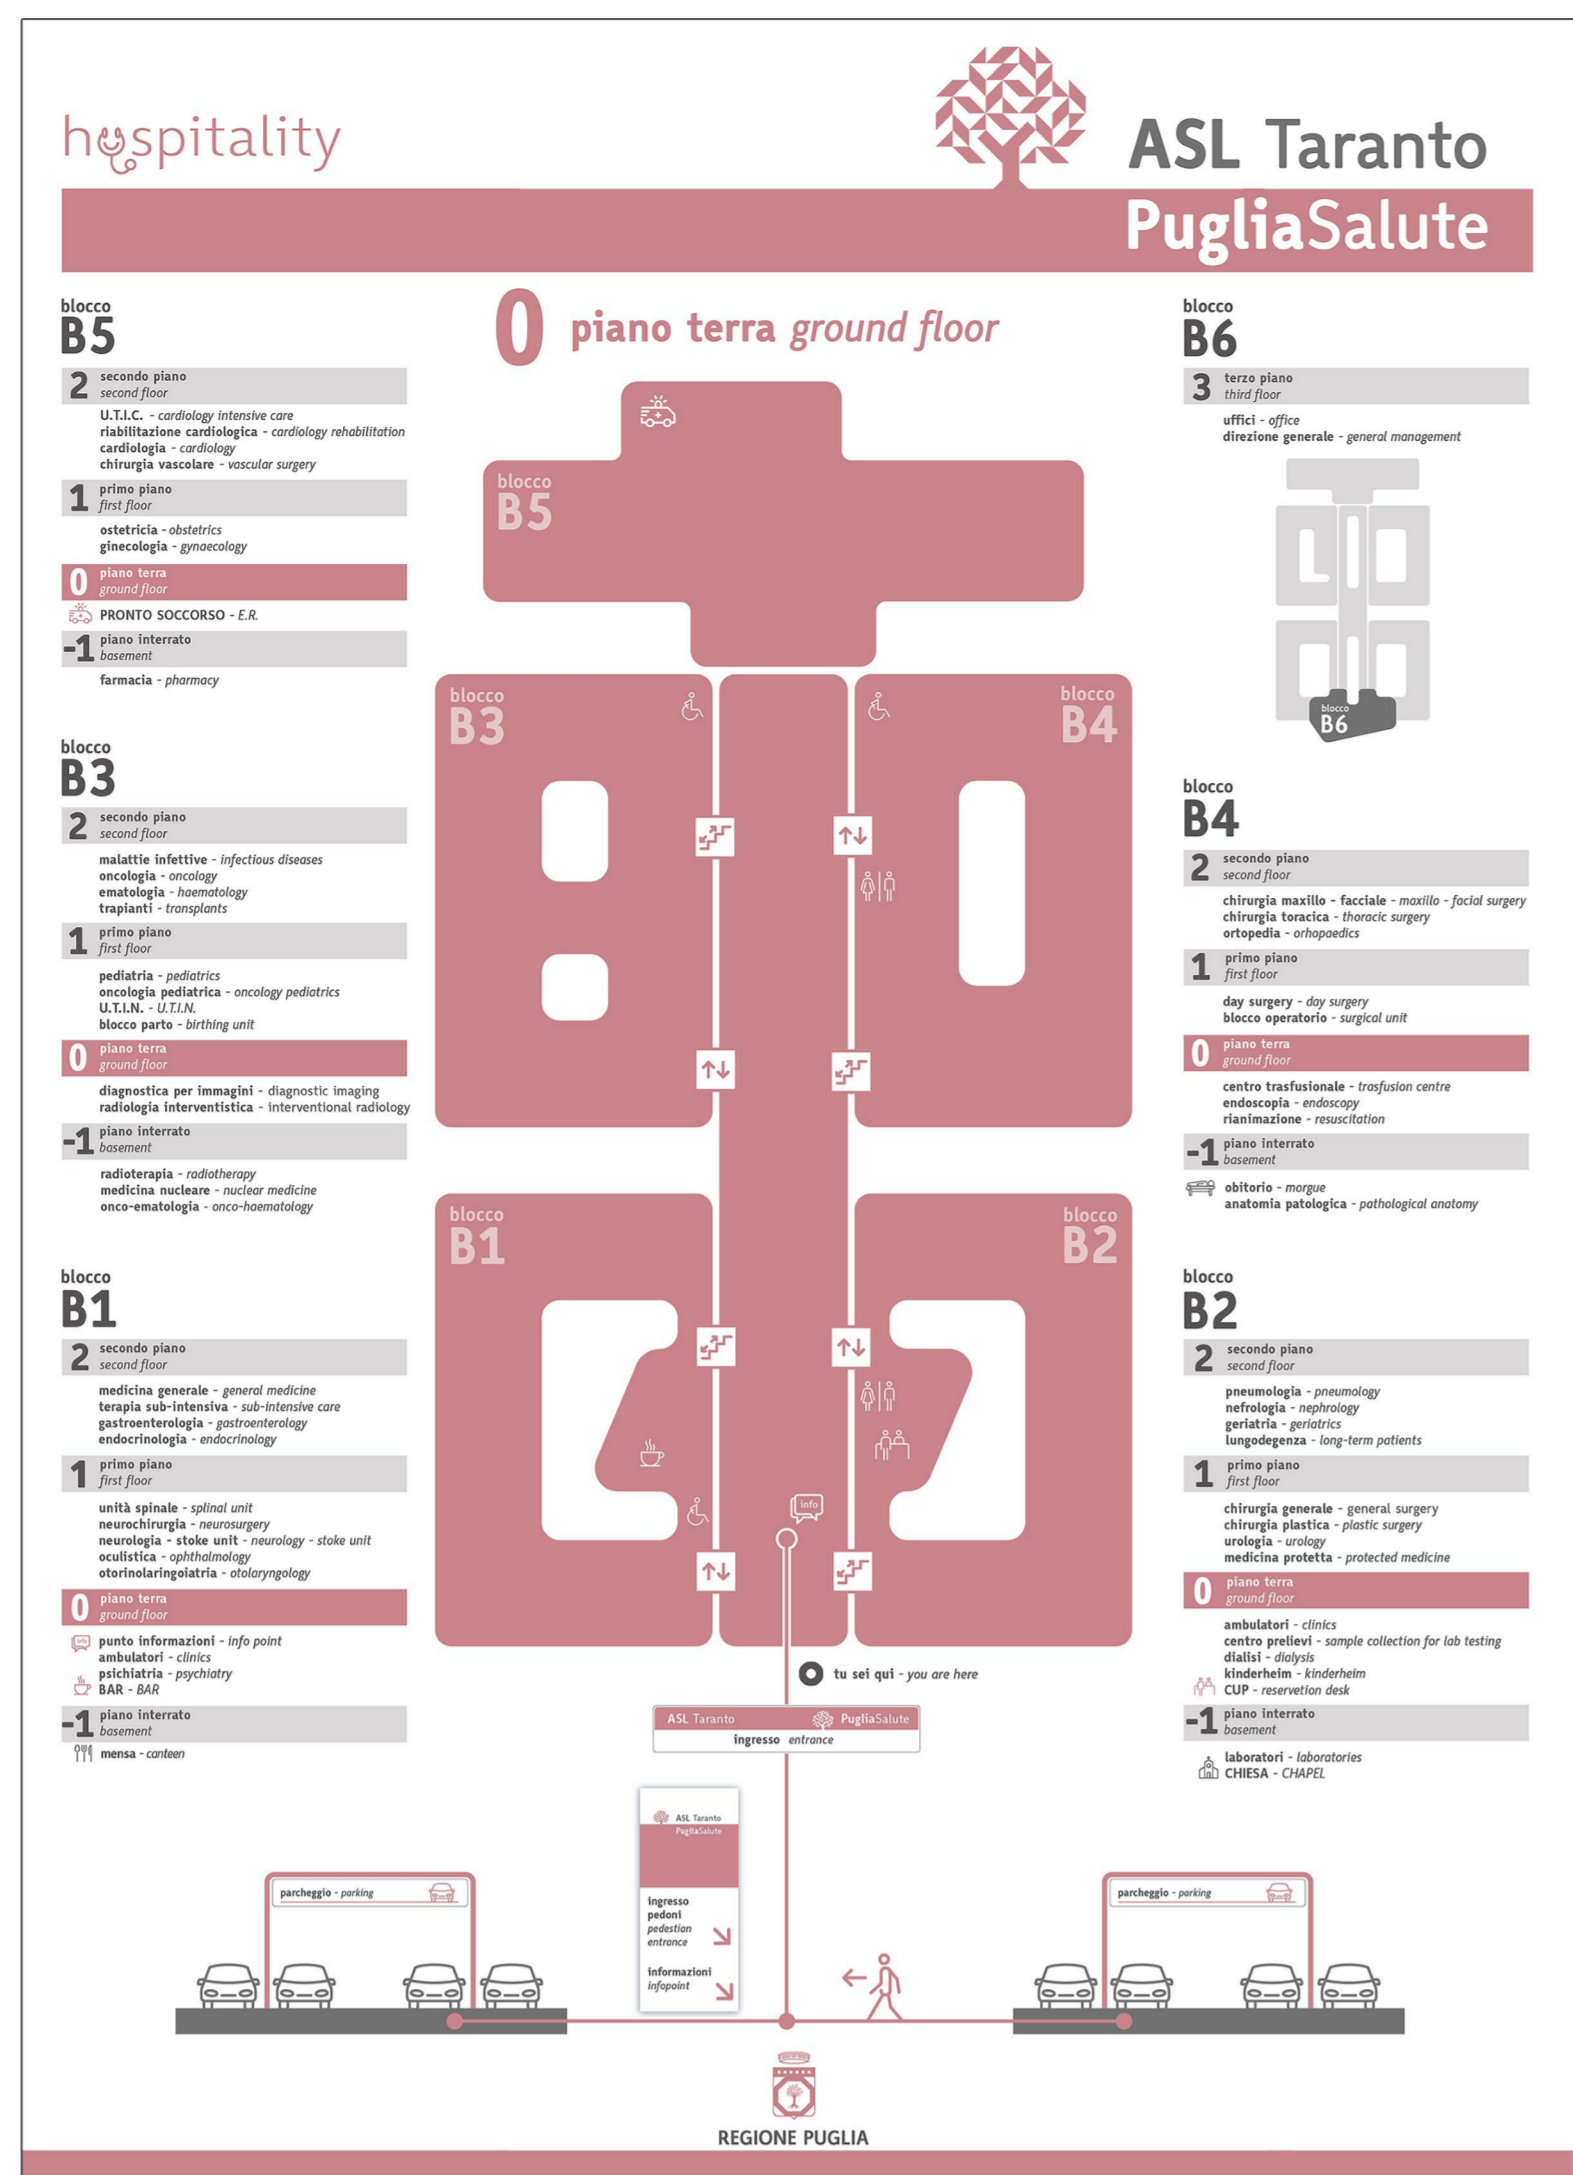 hospitality
ASL Taranto
PugliaSalute
0 piano terra ground floor
blocco
B5
2 secondo piano
second floor
U.T.I.C. - cardiology intensive care
riabilitazione cardiologica - cardiology rehabilitation
cardiologia - cardiology
chirurgia vascolare - vascular surgery
1 primo piano
first floor
ostetricia - obstetrics
ginecologia - gynaecology
0 piano terra
ground floor
PRONTO SOCCORSO - E.R.
-1 piano interrato
basement
farmacia - pharmacy
blocco
B3
2 secondo piano
second floor
malattie infettive - infectious diseases
oncologia - oncology
ematologia - haematology
trapianti - transplants
1 primo piano
first floor
pediatria - pediatrics
oncologia pediatrica - oncology pediatrics
U.T.I.N. - U.T.I.N.
blocco parto - birthing unit
0 piano terra
ground floor
diagnostica per immagini - diagnostic imaging
radiologia interventistica - interventional radiology
-1 piano interrato
basement
radioterapia - radiotherapy
medicina nucleare - nuclear medicine
onco-ematologia - onco-haematology
blocco
B1
2 secondo piano
second floor
medicina generale - general medicine
terapia sub-intensiva - sub-intensive care
gastroenterologia - gastroenterology
endocrinologia - endocrinology
1 primo piano
first floor
unità spinale - splinal unit
neurochirurgia - neurosurgery
neurologia - stoke unit - neurology - stoke unit
oculistica - ophthalmology
otorinolaringoiatria - otolaryngology
0 piano terra
ground floor
info
punto informazioni - info point
ambulatori - clinics
psichiatria - psychiatry
BAR - BAR
-1 piano interrato
basement
mensa - canteen
blocco
B5
blocco
B3
blocco
B4
blocco
B1
blocco
B2
info
tu sei qui - you are here
ASL Taranto PugliaSalute
ingresso entrance
blocco
B6
3 terzo piano
third floor
uffici - office
direzione generale - general management
blocco
B6
blocco
B4
2 secondo piano
second floor
chirurgia maxillo - facciale - maxillo - facial surgery
chirurgia toracica - thoracic surgery
ortopedia - orhopaedics
1 primo piano
first floor
day surgery - day surgery
blocco operatorio - surgical unit
0 piano terra
ground floor
centro trasfusionale - trasfusion centre
endoscopia - endoscopy
rianimazione - resuscitation
-1 piano interrato
basement
obitorio - morgue
anatomia patologica - pathological anatomy
blocco
B2
2 secondo piano
second floor
pneumologia - pneumology
nefrologia - nephrology
geriatria - geriatrics
lungodegenza - long-term patients
1 primo piano
first floor
chirurgia generale - general surgery
chirurgia plastica - plastic surgery
urologia - urology
medicina protetta - protected medicine
0 piano terra
ground floor
ambulatori - clinics
centro prelievi - sample collection for lab testing
dialisi - dialysis
kinderheim - kinderheim
CUP - reservetion desk
-1 piano interrato
basement
laboratori - laboratories
CHIESA - CHAPEL
parcheggio - parking
ASL Taranto
PugliaSalute
ingresso
pedoni
pedestian
entrance
informazioni
infopoint
parcheggio - parking
REGIONE PUGLIA